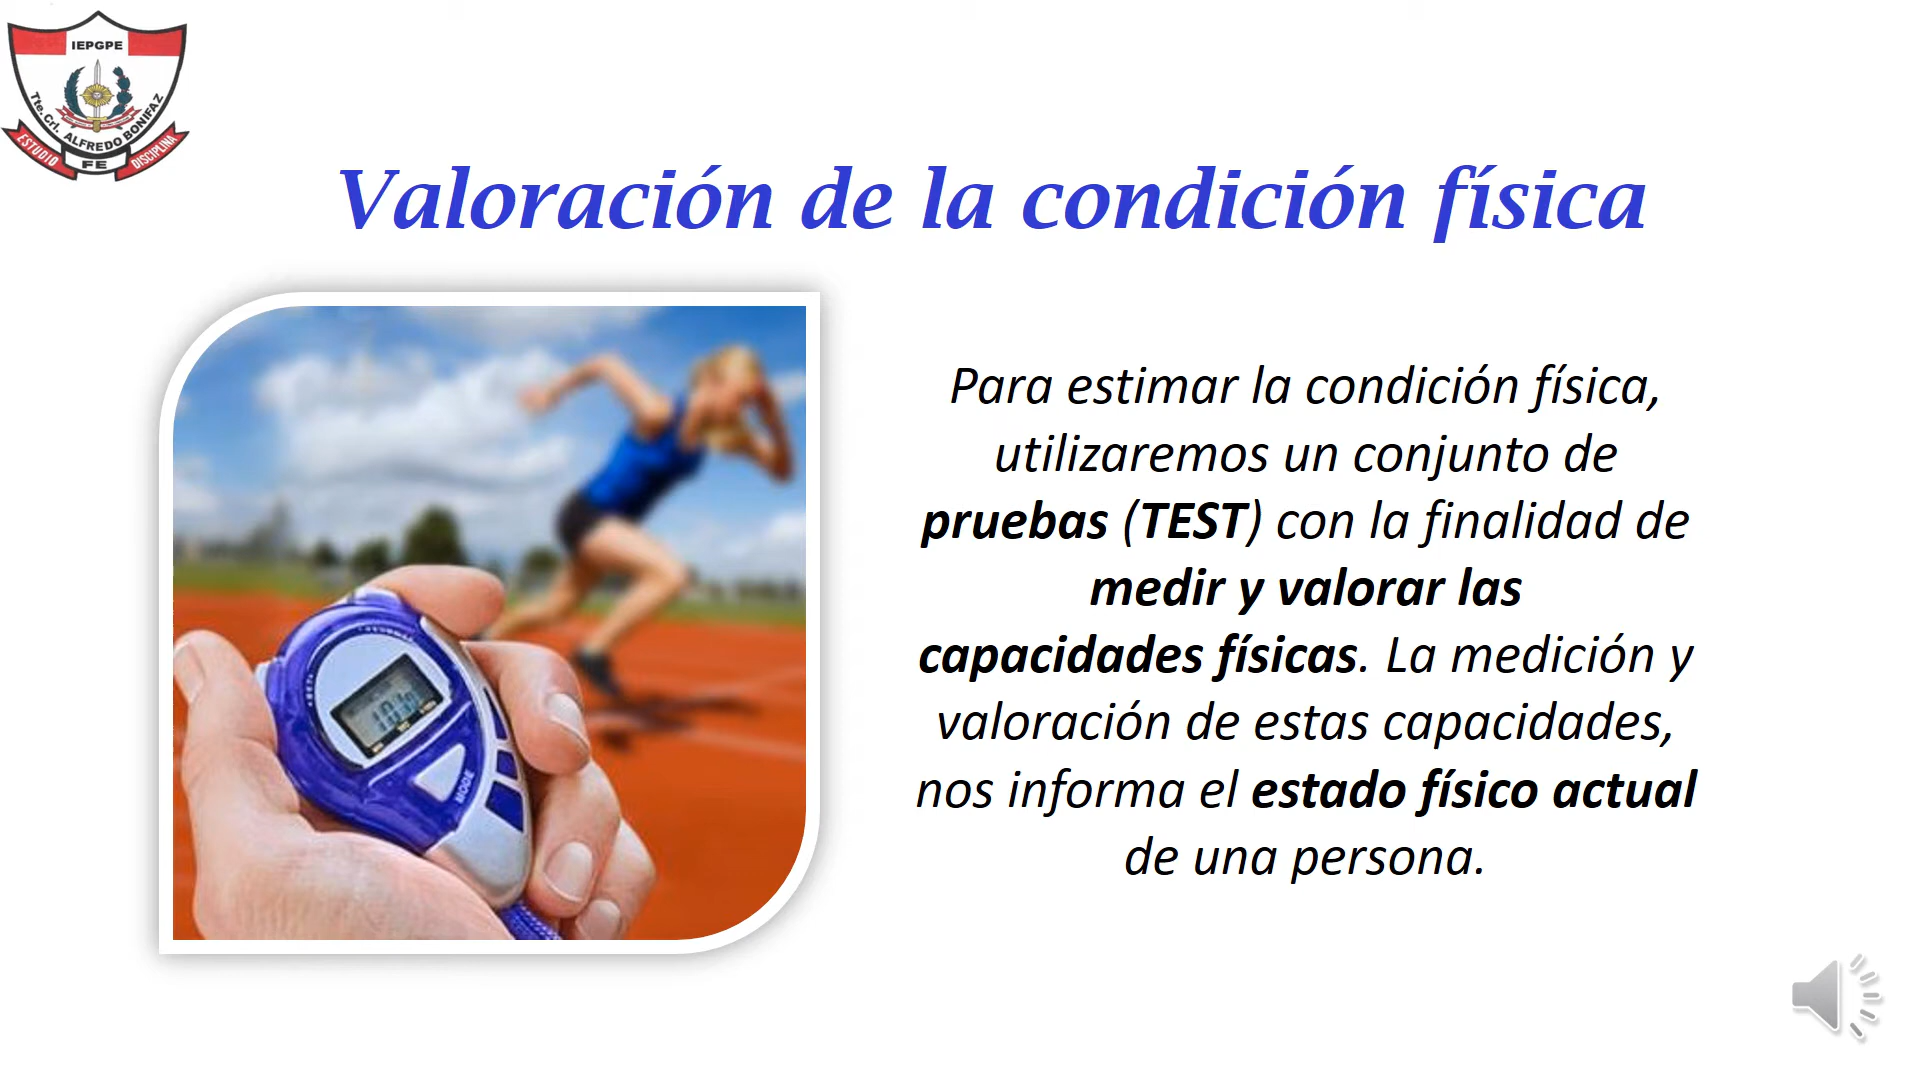 IEPGPE
Tte. Crl. ALFREDO BONIFAZ
ESTUDIO FE DISCIPLINA
Valoración de la condición física
Para estimar la condición física,
utilizaremos un conjunto de
pruebas (TEST) con la finalidad de
medir y valorar las
capacidades físicas. La medición y
valoración de estas capacidades,
nos informa el estado físico actual
de una persona.
MODE